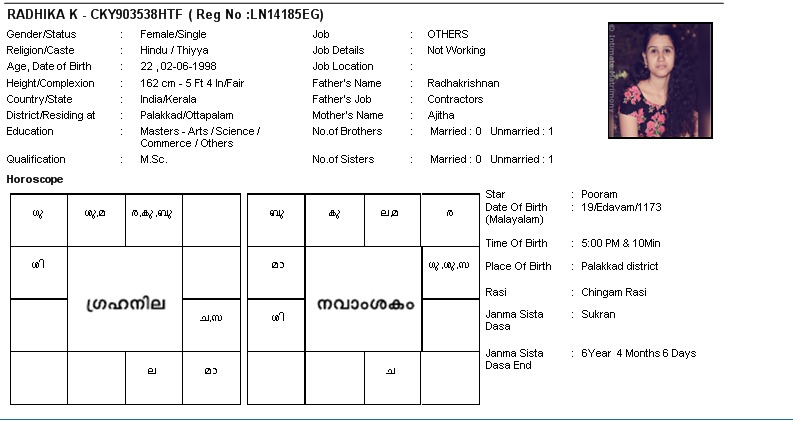 RADHIKA K - CKY903538HTF ( Reg No :LN14185EG)
Gender/Status : Female/Single Job : OTHERS
Religion/Caste : Hindu / Thiyya Job Details : Not Working
Age, Date of Birth : 22 ,02-06-1998 Job Location :
Height/Complexion : 162 cm - 5 Ft 4 In/Fair Father's Name : Radhakrishnan
Country/State : India/Kerala Father's Job : Contractors
District/Residing at : Palakkad/Ottapalam Mother's Name : Ajitha
Education : Masters - Arts / Science / No.of Brothers : Married : 0 Unmarried : 1
Commerce / Others
Qualification : M.Sc. No.of Sisters : Married : 0 Unmarried : 1
Horoscope
ഗു ശു,മ ര,കു,ബു
ശി
ഗ്രഹനില
ച,സ
ല മാ
ബു കു ല,മ ര
മാ ഗു,ശു,സ
നവാംശകം
ശി
ച
Star : Pooram
Date Of Birth : 19/Edavam/1173
(Malayalam)
Time Of Birth : 5:00 PM & 10Min
Place Of Birth : Palakkad district
Rasi : Chingam Rasi
Janma Sista : Sukran
Dasa
Janma Sista : 6Year 4 Months 6 Days
Dasa End